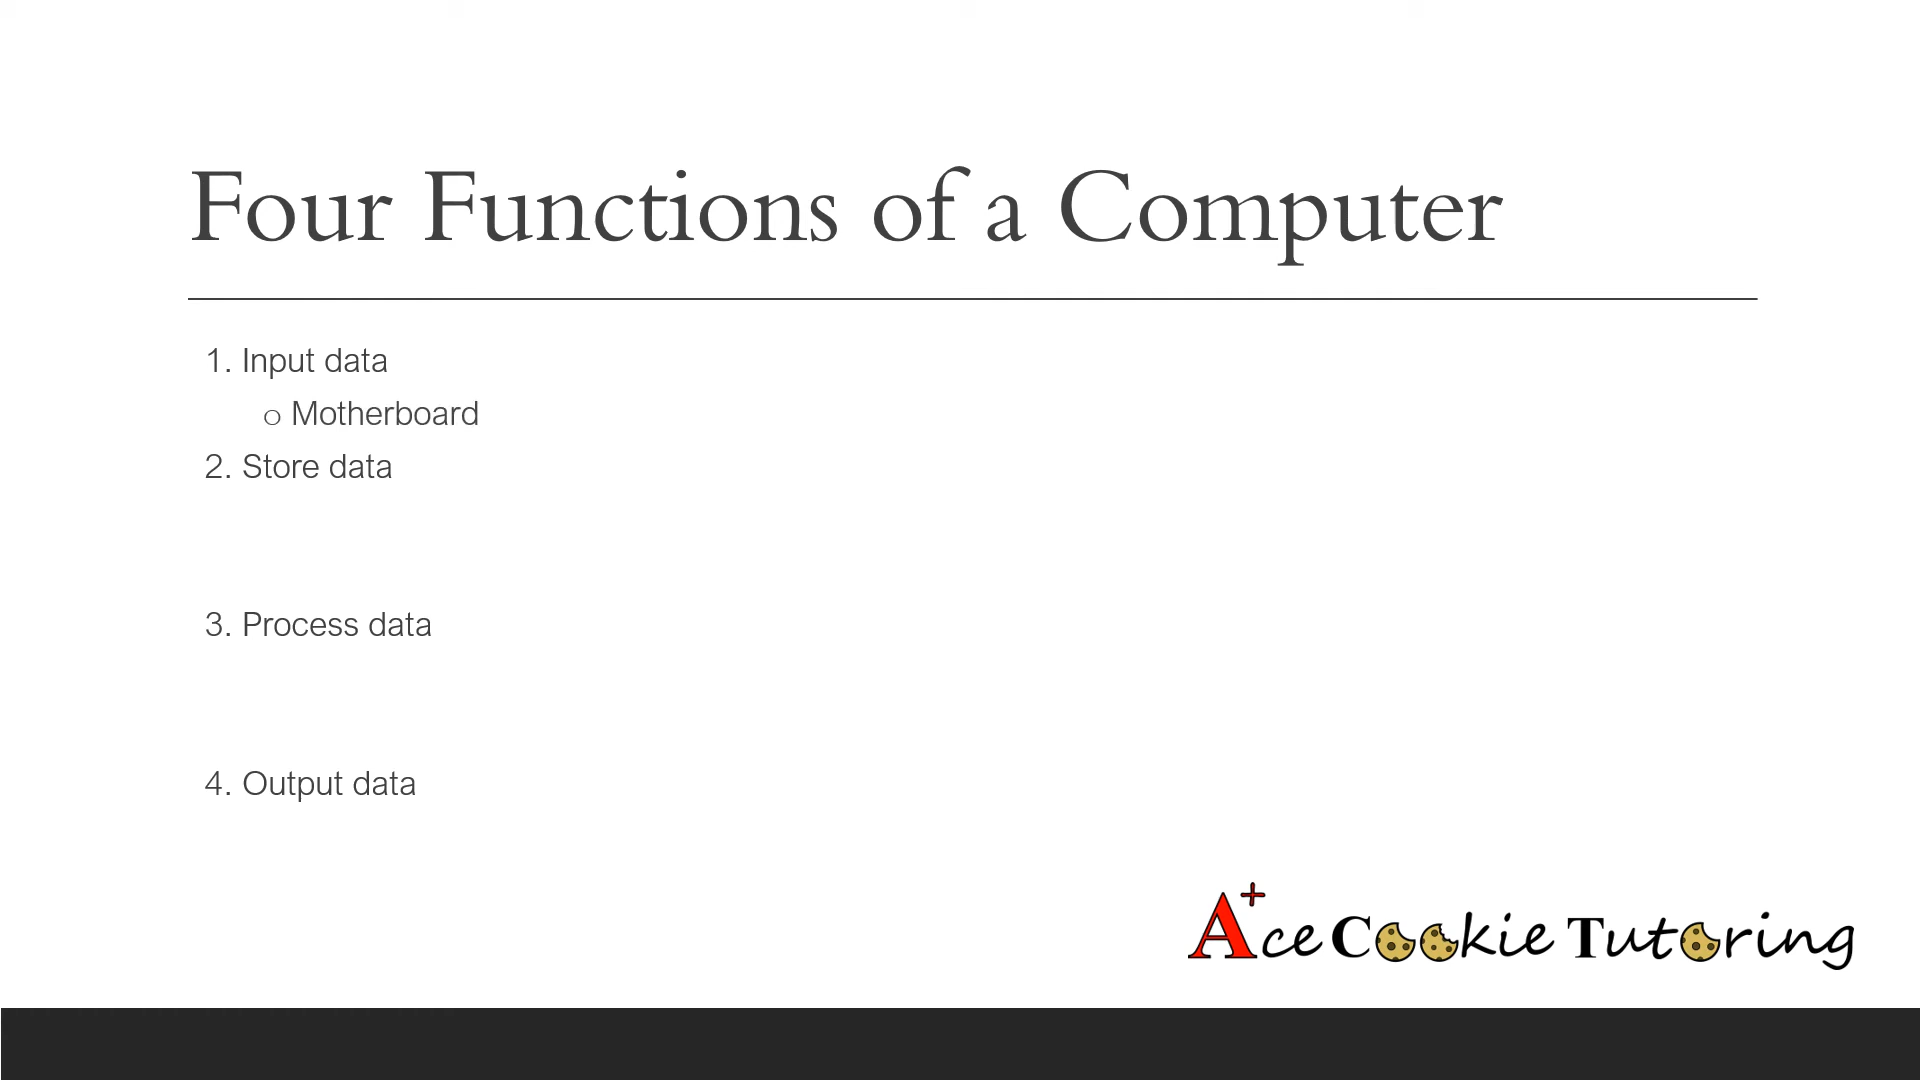 Four Functions of a Computer
1. Input data
o Motherboard
2. Store data
3. Process data
4. Output data
A+ce Cookie Tutoring